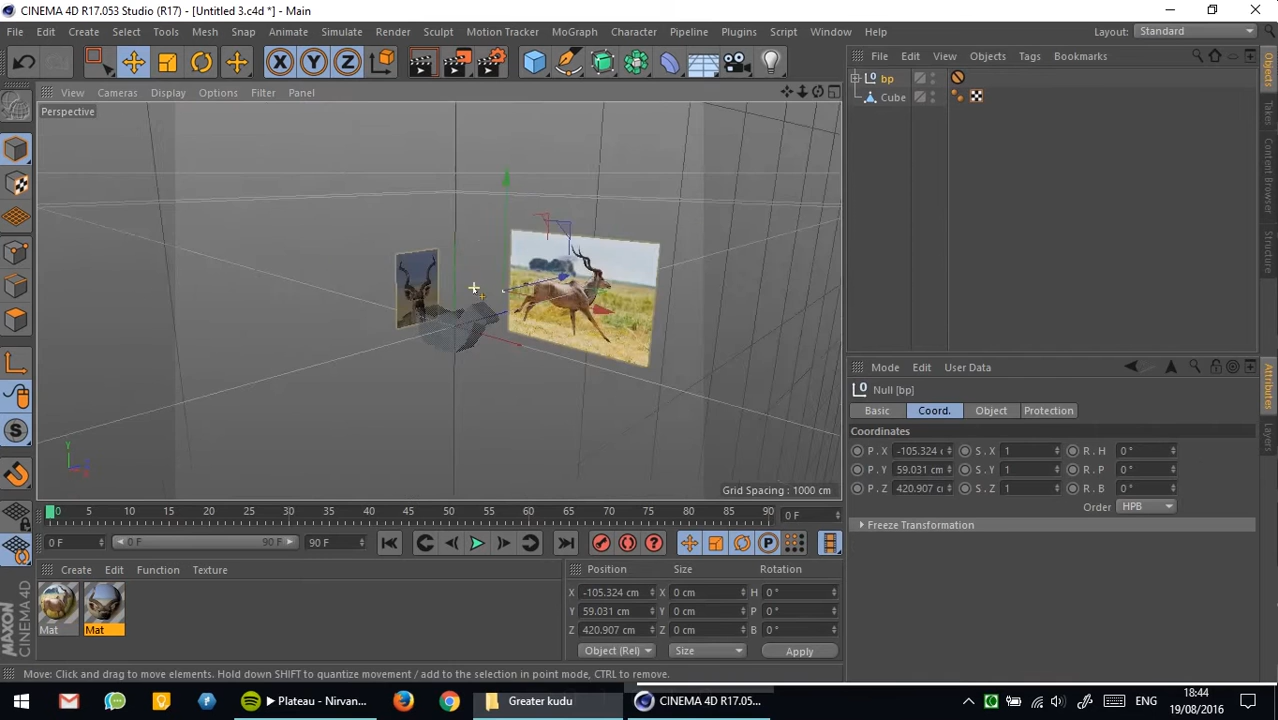 CINEMA 4D R17.053 Studio (R17) - [Untitled 3.c4d *] - Main
File Edit Create Select Tools Mesh Snap Animate Simulate Render Sculpt Motion Tracker MoGraph Character Pipeline Plugins Script Window Help Layout: Standard
X Y Z
File Edit View Objects Tags Bookmarks
View Cameras Display Options Filter Panel
bp
Cube
Perspective
Objects
Takes
Content Browser
Structure
Mode Edit User Data
Null [bp]
Basic Coord. Object Protection
Coordinates
P . X -105.324 S . X 1 R . H 0 °
P . Y 59.031 cm S . Y 1 R . P 0 °
P . Z 420.907 cm S . Z 1 R . B 0 °
Order HPB
Freeze Transformation
Attributes
Layers
Grid Spacing : 1000 cm
0 5 10 15 20 25 30 35 40 45 50 55 60 65 70 75 80 85 90 0 F
0 F 0 F 90 F 90 F
Create Edit Function Texture
Mat Mat
Position Size Rotation
X -105.324 cm X 0 cm H 0 °
Y 59.031 cm Y 0 cm P 0 °
Z 420.907 cm Z 0 cm B 0 °
Object (Rel) Size Apply
MAXON
CINEMA 4D
Move: Click and drag to move elements. Hold down SHIFT to quantize movement / add to the selection in point mode, CTRL to remove.
Plateau - Nirvan...
Greater kudu
CINEMA 4D R17.05...
ENG
18:44
19/08/2016